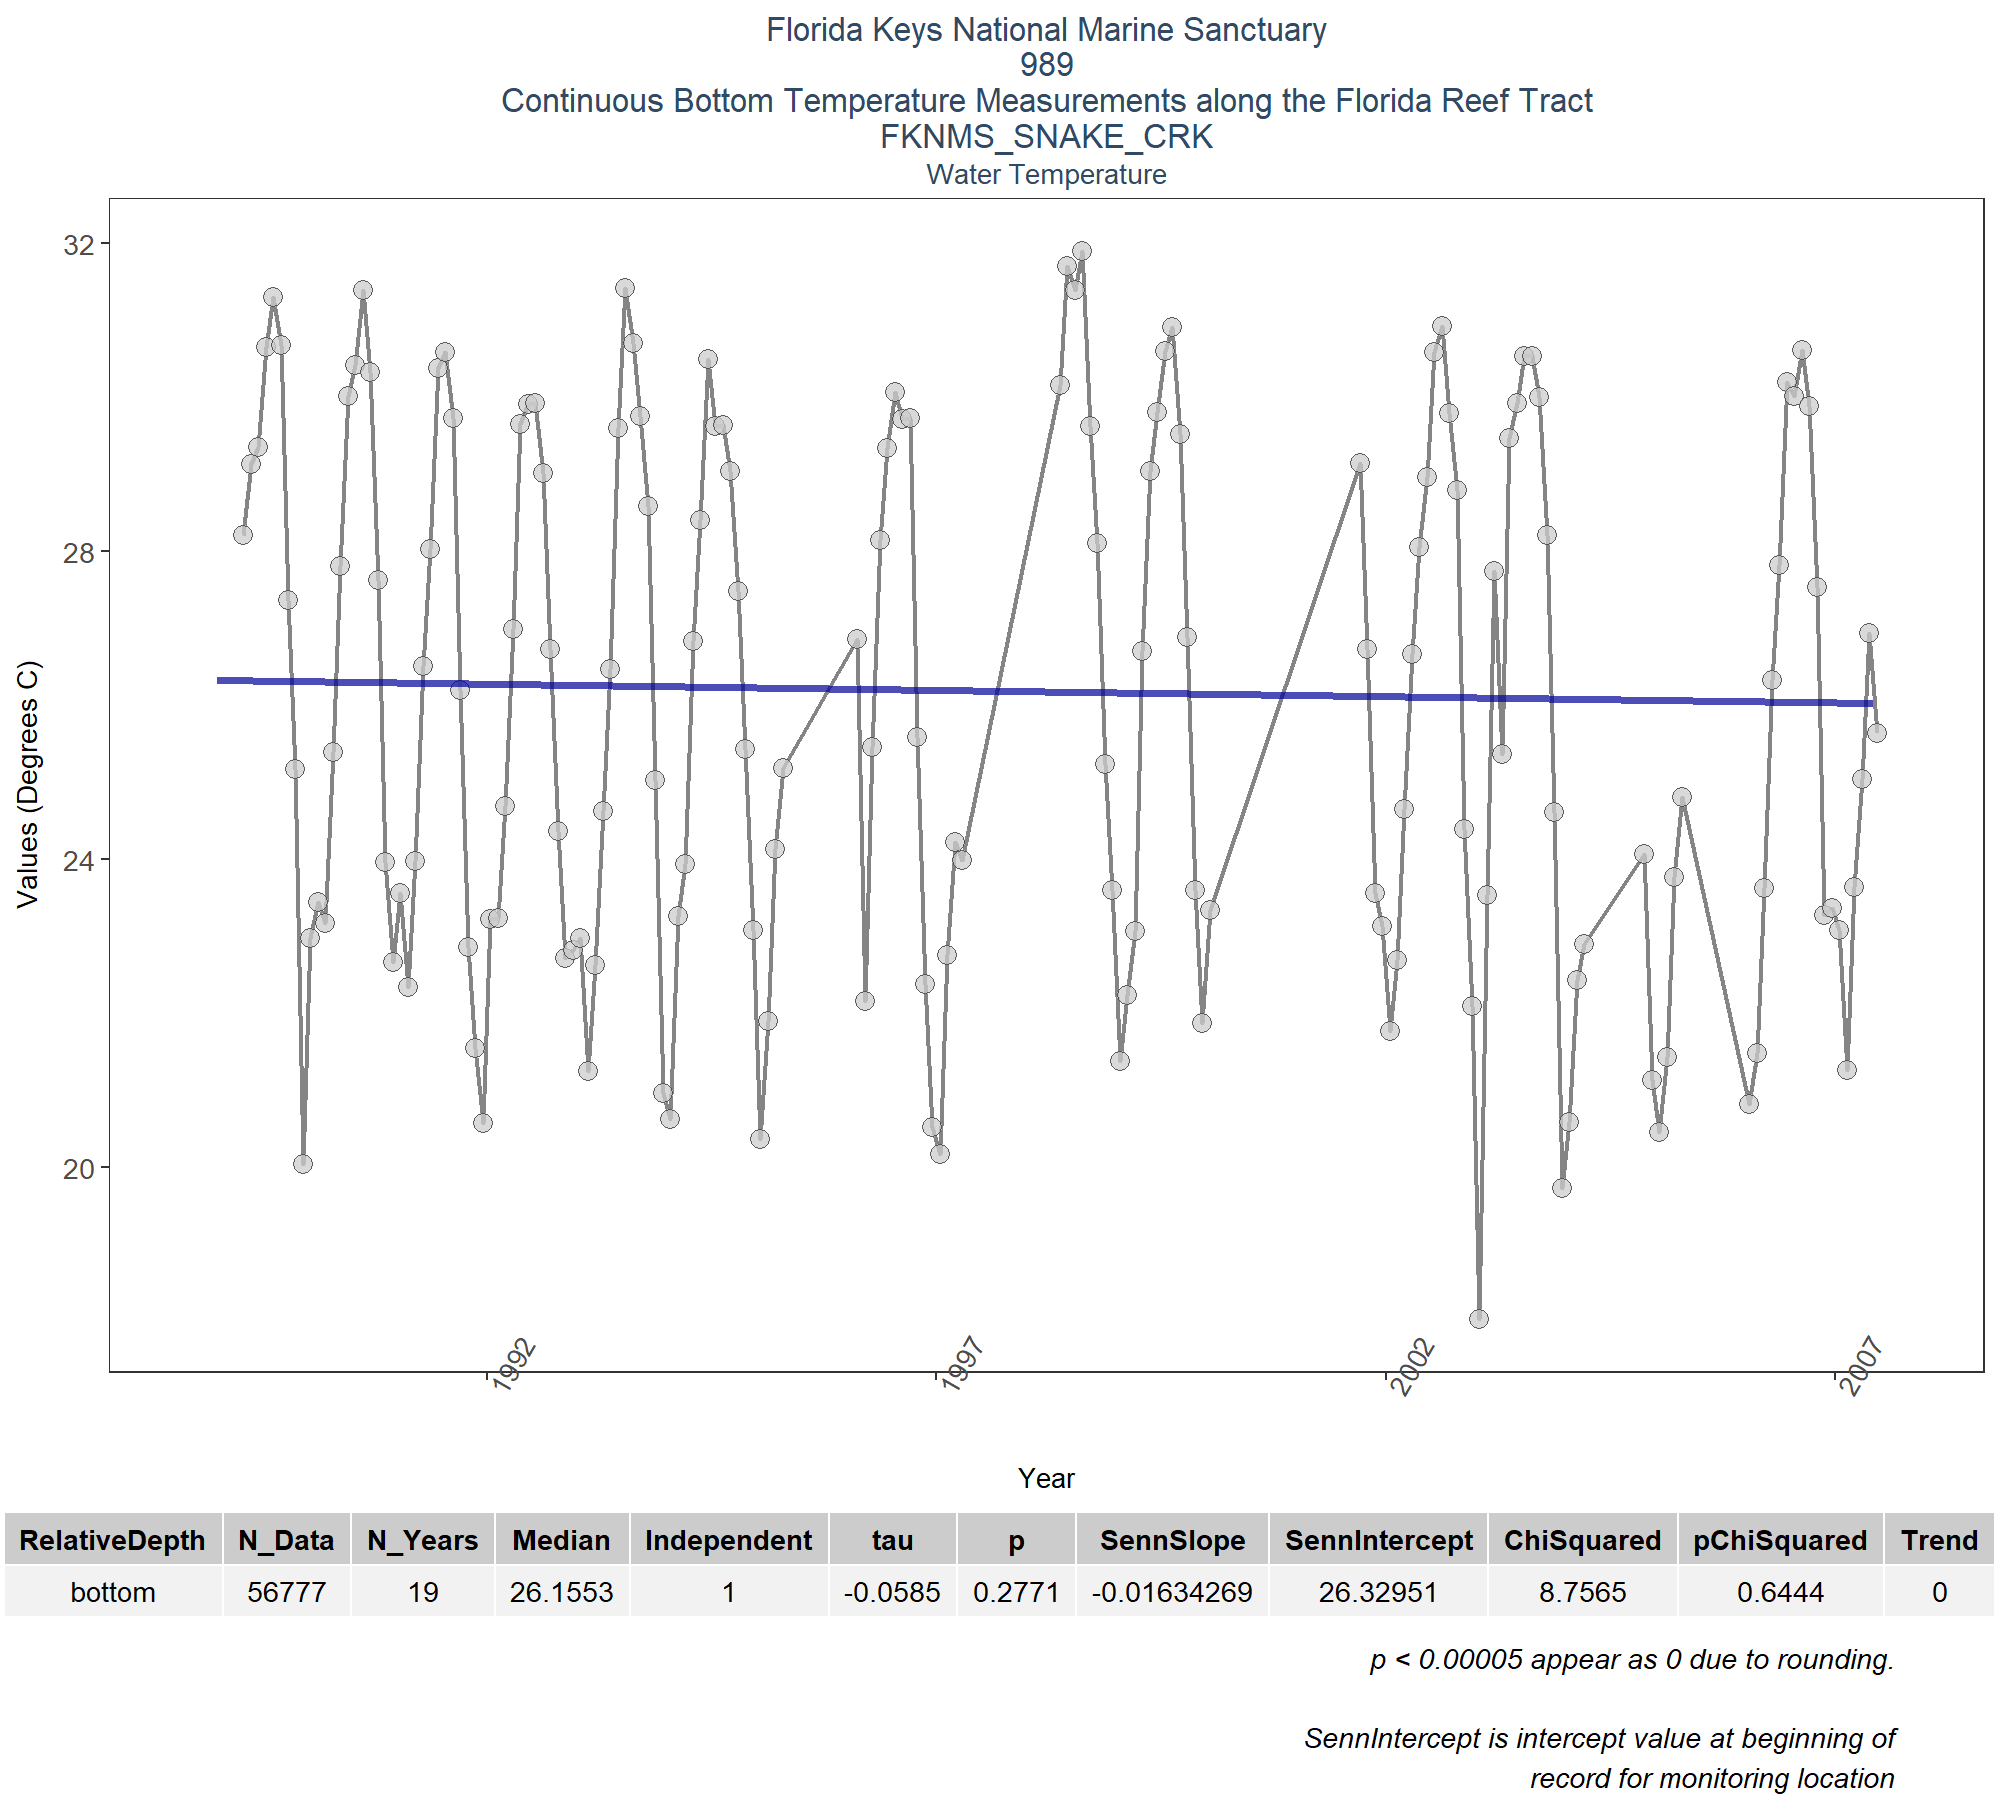 Florida Keys National Marine Sanctuary
989
Continuous Bottom Temperature Measurements along the Florida Reef Tract
FKNMS_SNAKE_CRK
Water Temperature
32
28
24
20
Values (Degrees C)
1992
1997
2002
2007
Year
RelativeDepth N_Data N_Years Median Independent tau p SennSlope SennIntercept ChiSquared pChiSquared Trend
bottom 56777 19 26.1553 1 -0.0585 0.2771 -0.01634269 26.32951 8.7565 0.6444 0
p < 0.00005 appear as 0 due to rounding.
SennIntercept is intercept value at beginning of
record for monitoring location